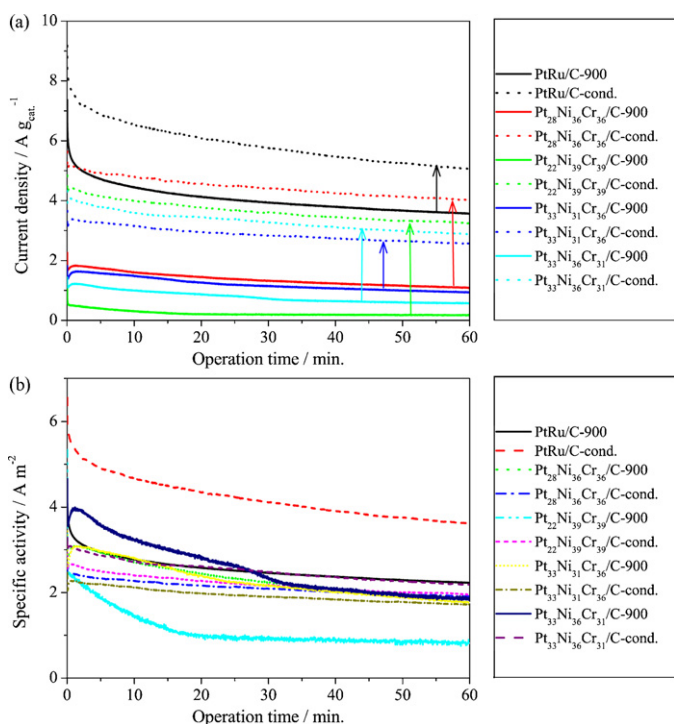 (a)
10
8
6
4
2
0
Current density / A g_cat.^-1
0 10 20 30 40 50 60
Operation time / min.
PtRu/C-900
PtRu/C-cond.
Pt28Ni36Cr36/C-900
Pt28Ni36Cr36/C-cond.
Pt22Ni39Cr39/C-900
Pt22Ni39Cr39/C-cond.
Pt33Ni31Cr36/C-900
Pt33Ni31Cr36/C-cond.
Pt33Ni36Cr31/C-900
Pt33Ni36Cr31/C-cond.
(b)
6
4
2
0
Specific activity / A m^-2
0 10 20 30 40 50 60
Operation time / min.
PtRu/C-900
PtRu/C-cond.
Pt28Ni36Cr36/C-900
Pt28Ni36Cr36/C-cond.
Pt22Ni39Cr39/C-900
Pt22Ni39Cr39/C-cond.
Pt33Ni31Cr36/C-900
Pt33Ni31Cr36/C-cond.
Pt33Ni36Cr31/C-900
Pt33Ni36Cr31/C-cond.